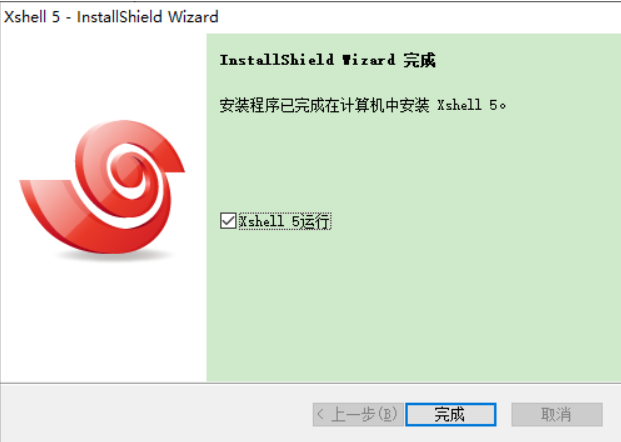 Xshell 5 - InstallShield Wizard
InstallShield Wizard 完成
安装程序已完成在计算机中安装 Xshell 5。
Xshell 5运行
< 上一步(B)
完成
取消